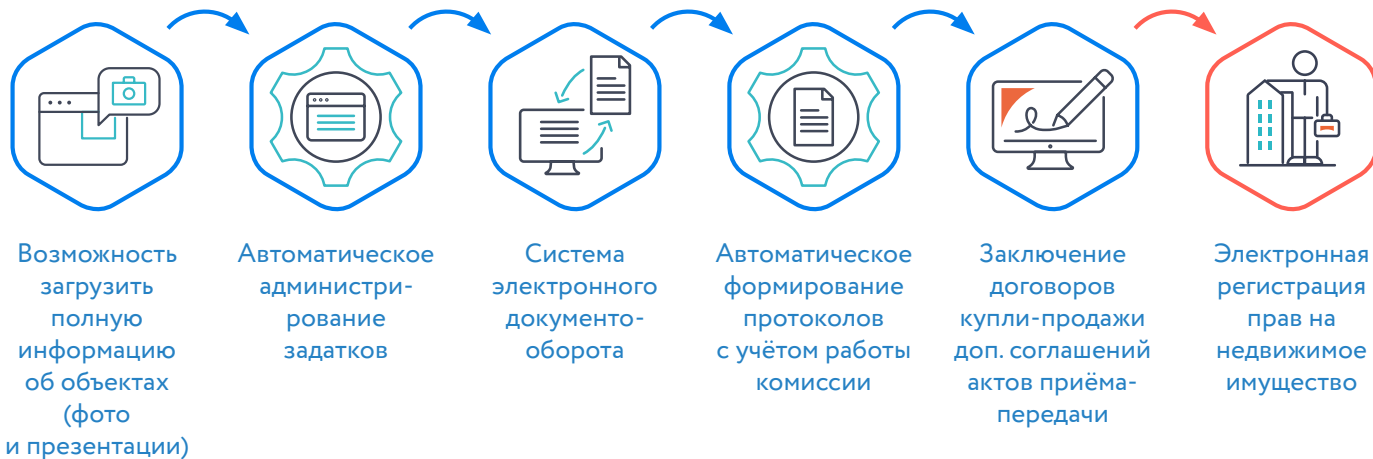 Возможность
загрузить
полную
информацию
об объектах
(фото
и презентации)
Автоматическое
администри-
рование
задатков
Система
электронного
документо-
оборота
Автоматическое
формирование
протоколов
с учётом работы
комиссии
Заключение
договоров
купли-продажи
доп. соглашений
актов приёма-
передачи
Электронная
регистрация
прав на
недвижимое
имущество